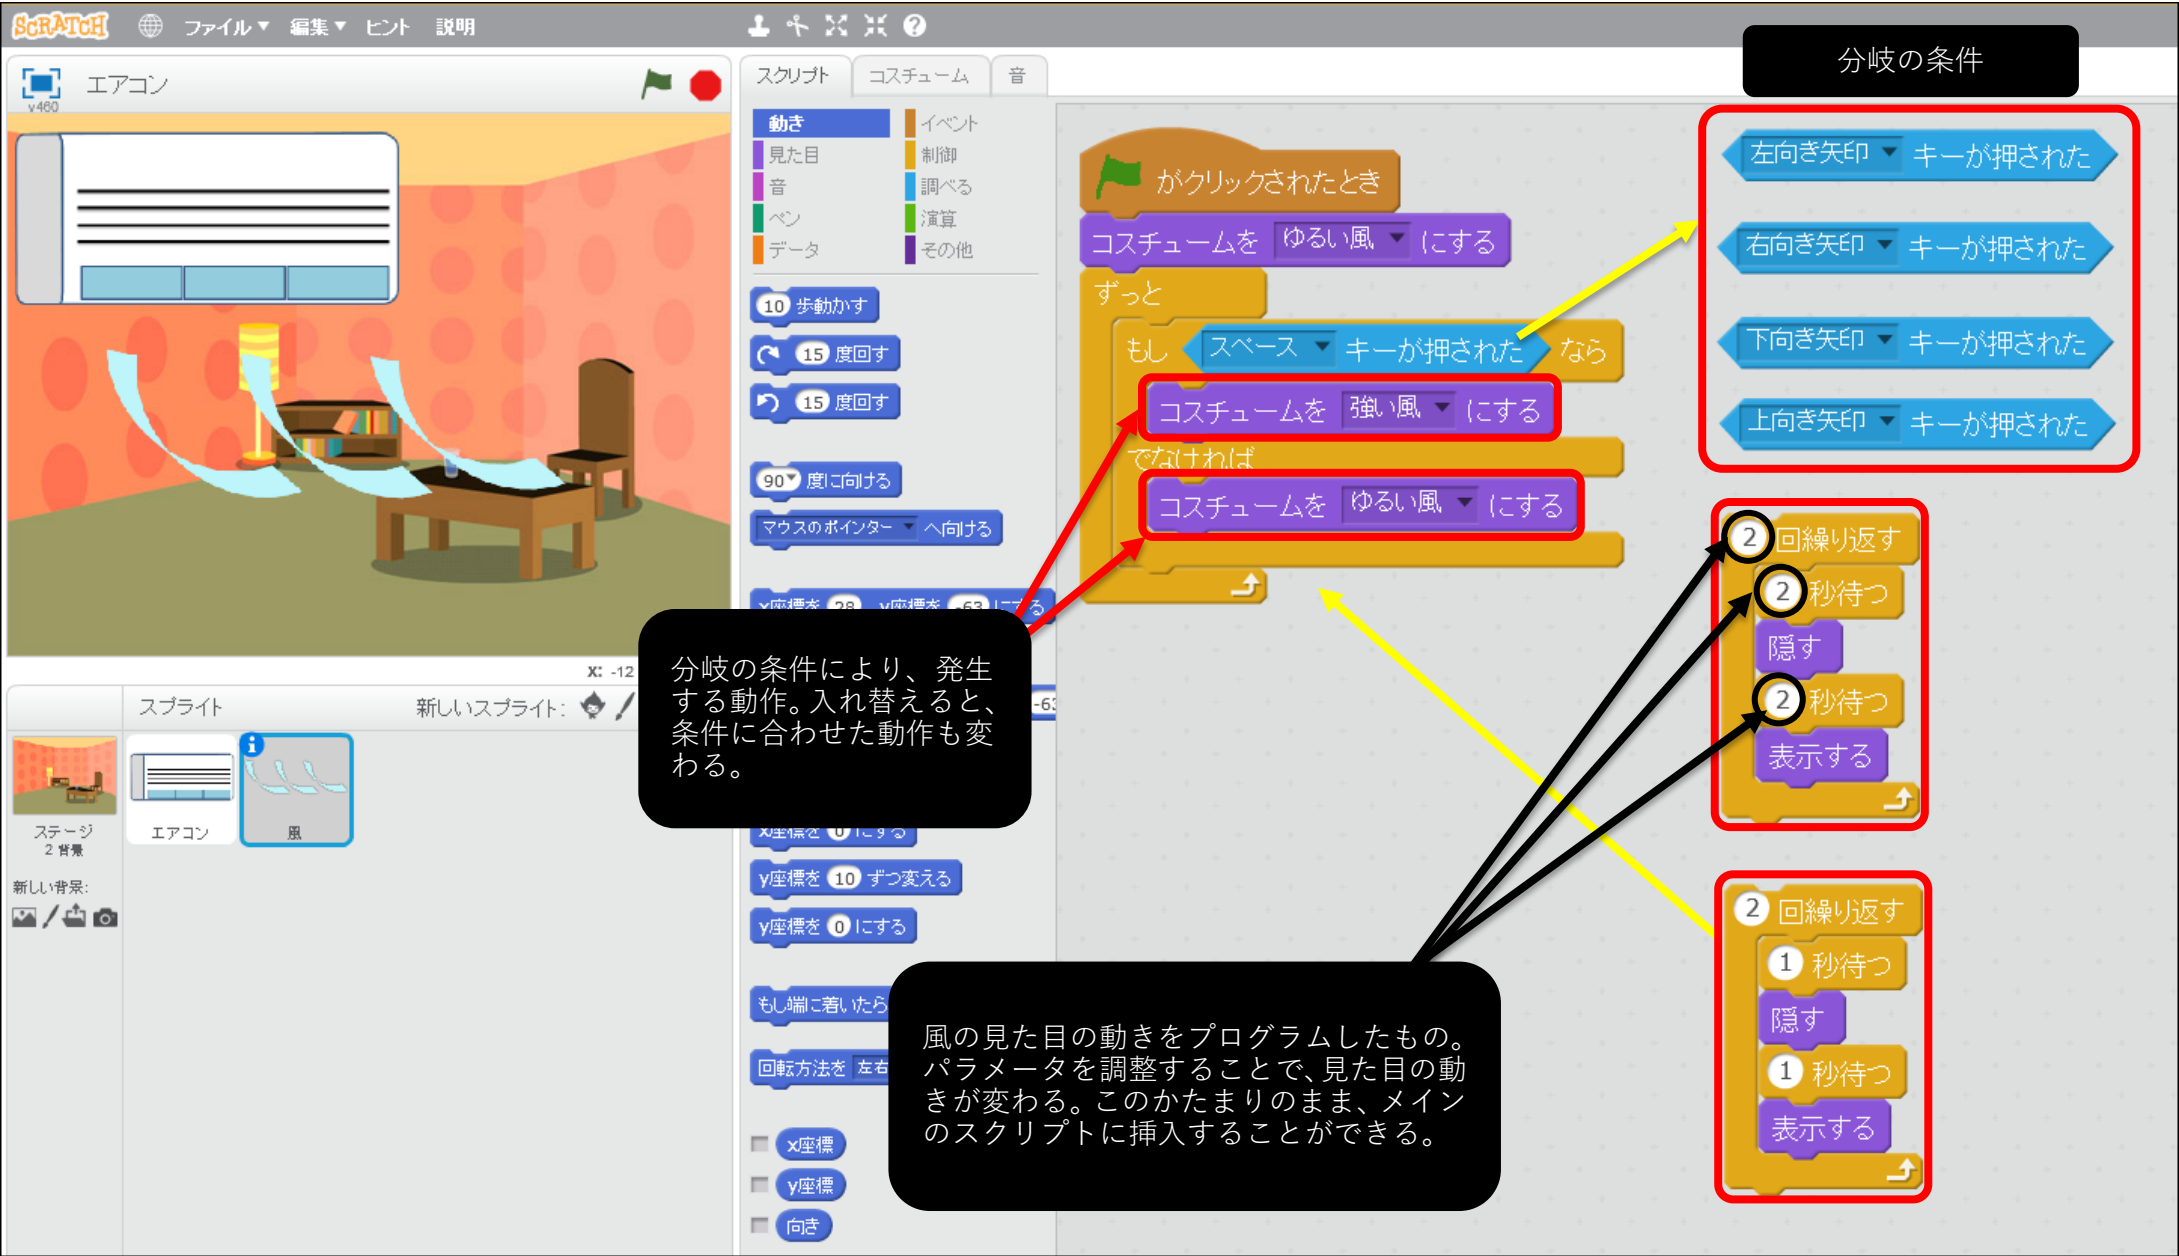 SCRATCH ファイル▼ 編集▼ ヒント 説明
エアコン
v460
X: -12
スプライト 新しいスプライト:
ステージ
2 背景
新しい背景:
エアコン
風
スクリプト コスチューム 音
動き イベント
見た目 制御
音 調べる
ペン 演算
データ その他
10 歩動かす
15 度回す
15 度回す
90▼ 度に向ける
マウスのポインター へ向ける
x座標を 28 y座標を -63 にする
-63
x座標を 0 にする
y座標を 10 ずつ変える
y座標を 0 にする
もし端に着いたら
回転方法を 左右
x座標
y座標
向き
がクリックされたとき
コスチュームを ゆるい風 にする
ずっと
もし スペース キーが押された なら
コスチュームを 強い風 にする
でなければ
コスチュームを ゆるい風 にする
分岐の条件により、発生
する動作。入れ替えると、
条件に合わせた動作も変
わる。
分岐の条件
左向き矢印 キーが押された
右向き矢印 キーが押された
下向き矢印 キーが押された
上向き矢印 キーが押された
2 回繰り返す
2 秒待つ
隠す
2 秒待つ
表示する
2 回繰り返す
1 秒待つ
隠す
1 秒待つ
表示する
風の見た目の動きをプログラムしたもの。
パラメータを調整することで、見た目の動
きが変わる。このかたまりのまま、メイン
のスクリプトに挿入することができる。